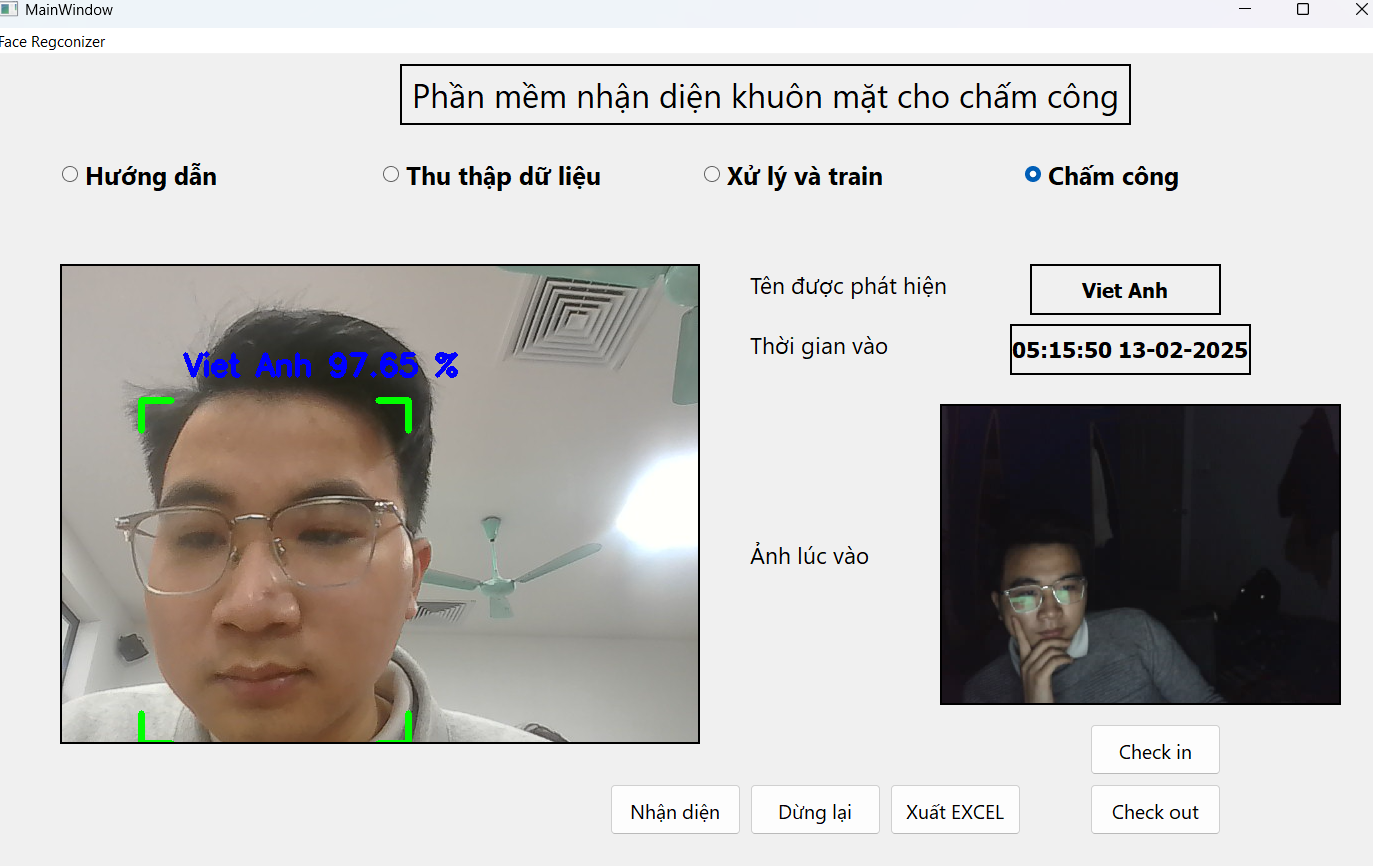 MainWindow
Face Regconizer
Phần mềm nhận diện khuôn mặt cho chấm công
Hướng dẫn
Thu thập dữ liệu
Xử lý và train
Chấm công
Viet Anh 97.65 %
Tên được phát hiện
Viet Anh
Thời gian vào
05:15:50 13-02-2025
Ảnh lúc vào
Check in
Nhận diện
Dừng lại
Xuất EXCEL
Check out